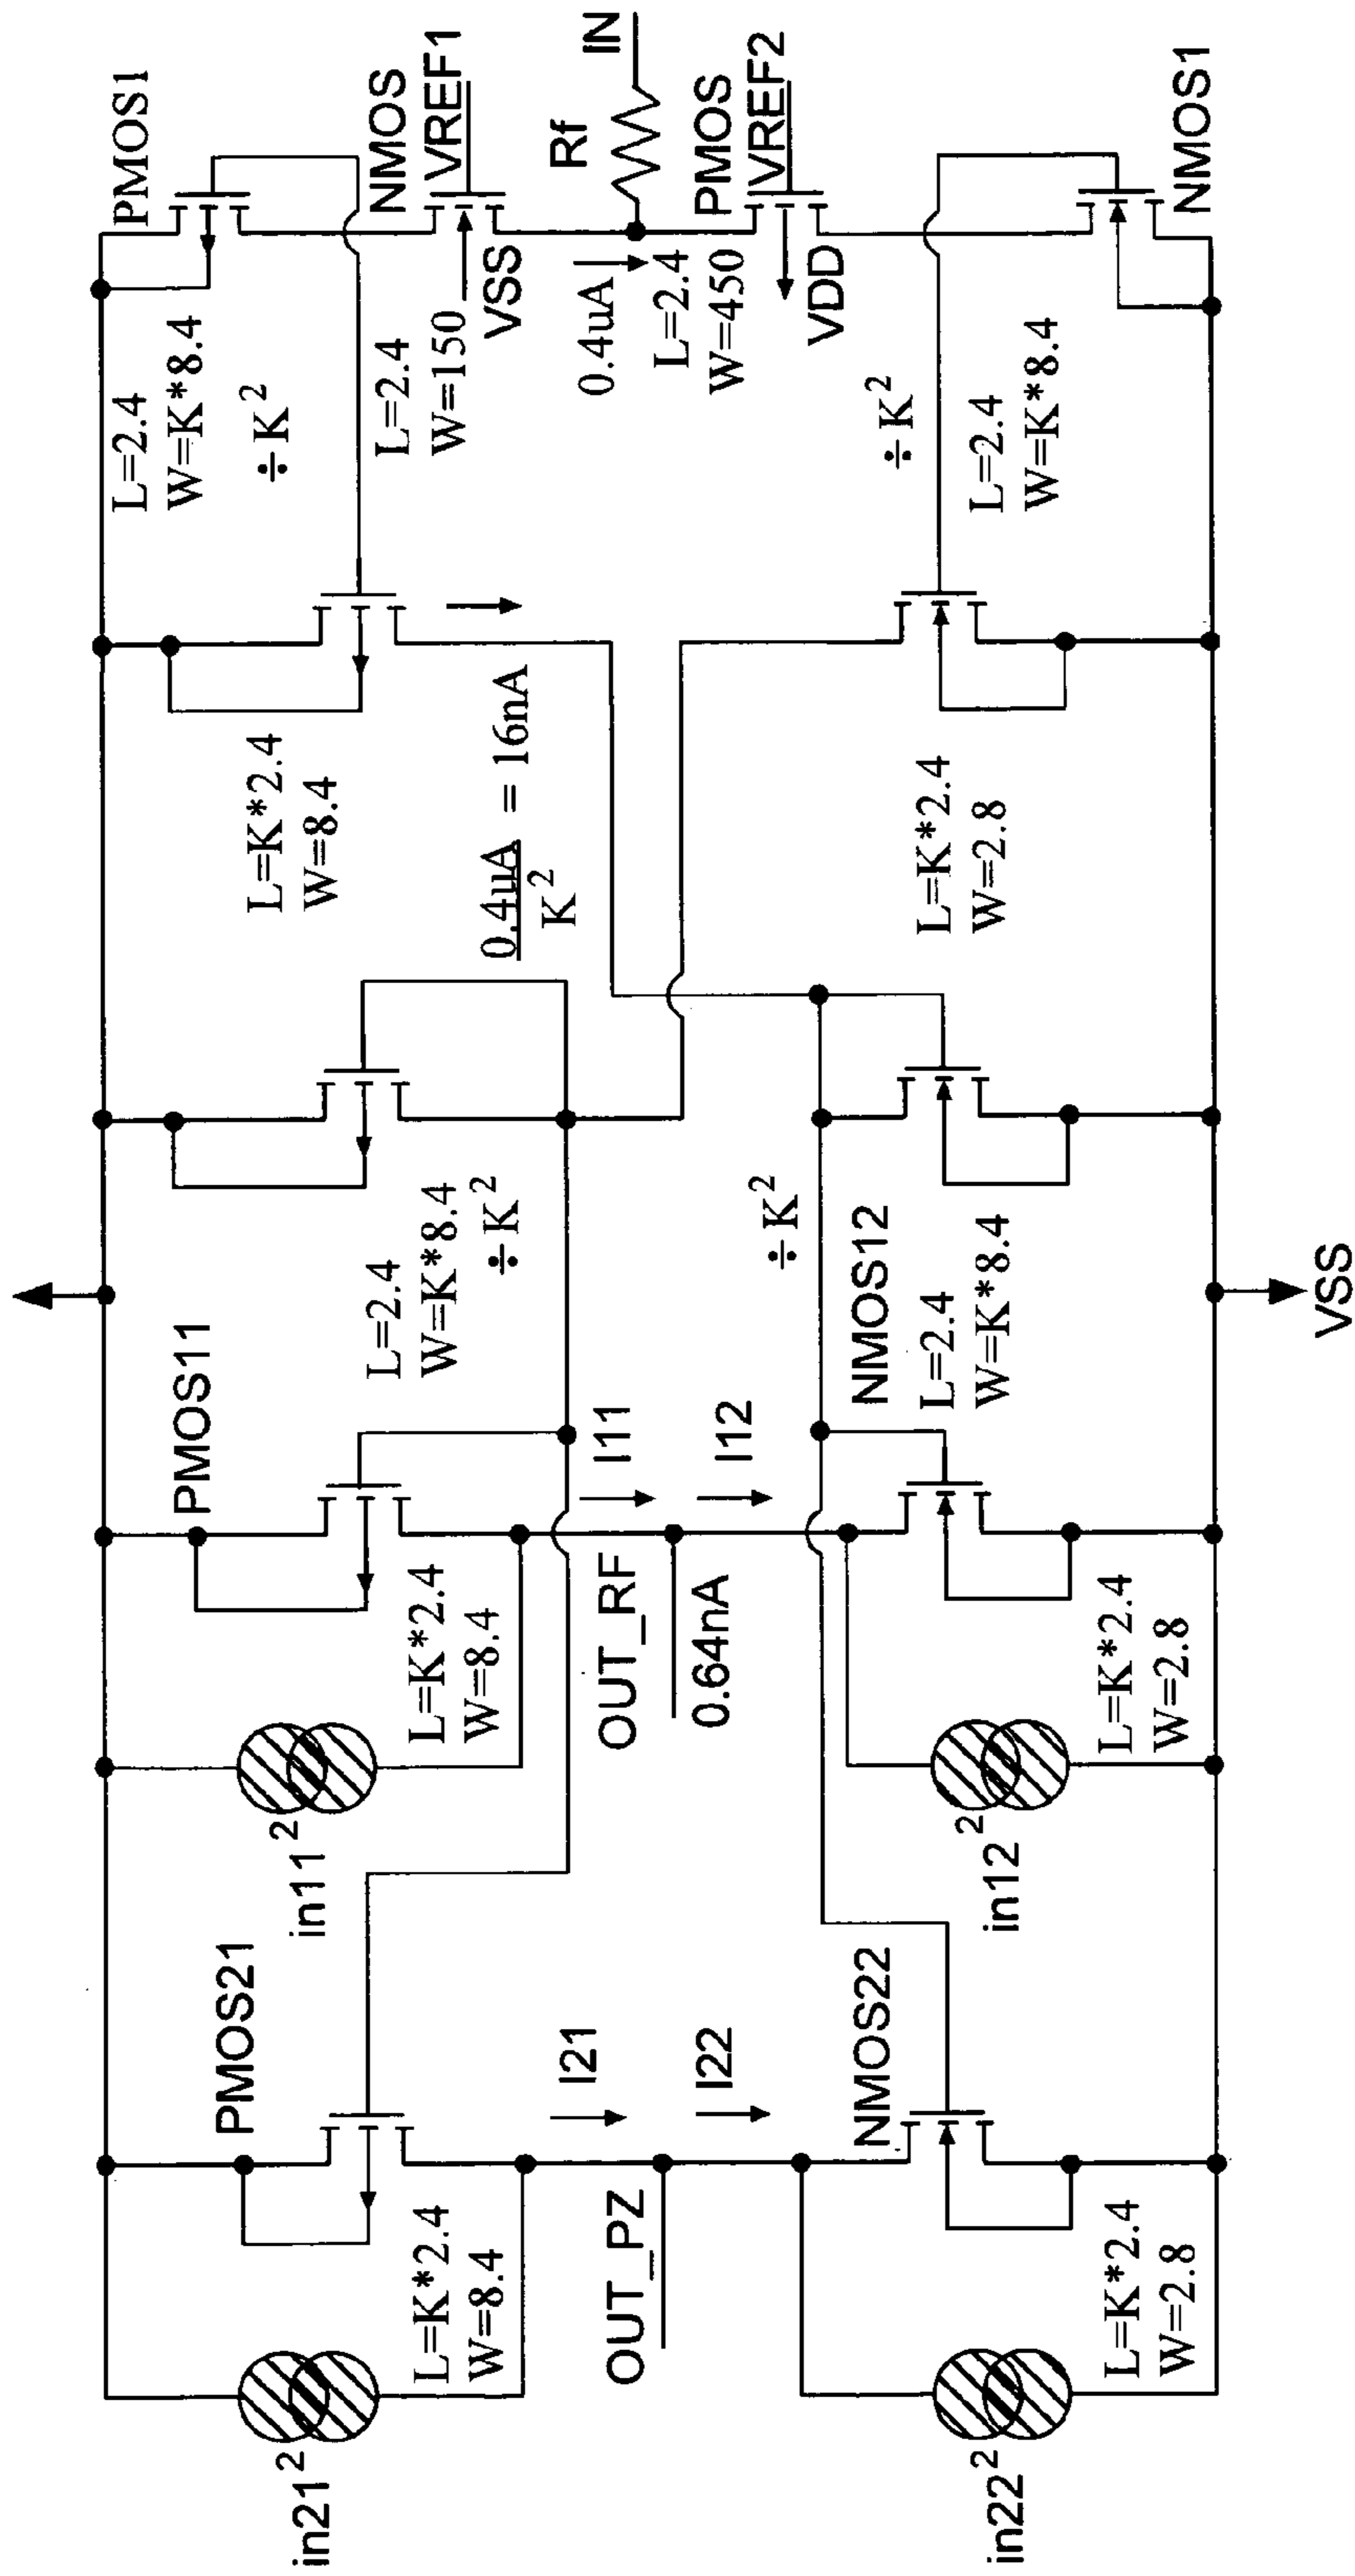 in21²
L=K*2.4
W=8.4
PMOS21
I21
I22
OUT_PZ
NMOS22
in22²
L=K*2.4
W=2.8
in11²
L=K*2.4
W=8.4
PMOS11
I11
I12
OUT_RF
0.64nA
NMOS12
in12²
L=K*2.4
W=2.8
L=2.4
W=K*8.4
÷K²
÷K²
L=2.4
W=K*8.4
VSS
L=K*2.4
W=8.4
0.4uA = 16nA
K²
L=K*2.4
W=2.8
L=2.4
W=K*8.4
÷K²
PMOS1
L=2.4
W=150
NMOS
VREF1
VSS
0.4uA
Rf
IN
L=2.4
W=450
PMOS
VREF2
VDD
÷K²
L=2.4
W=K*8.4
NMOS1